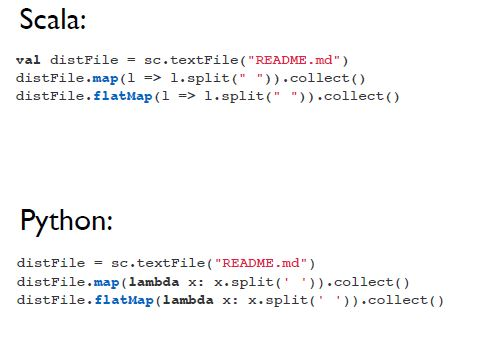 Scala:
val distFile = sc.textFile("README.md")
distFile.map(l => l.split(" ")).collect()
distFile.flatMap(l => l.split(" ")).collect()
Python:
distFile = sc.textFile("README.md")
distFile.map(lambda x: x.split(' ')).collect()
distFile.flatMap(lambda x: x.split(' ')).collect()